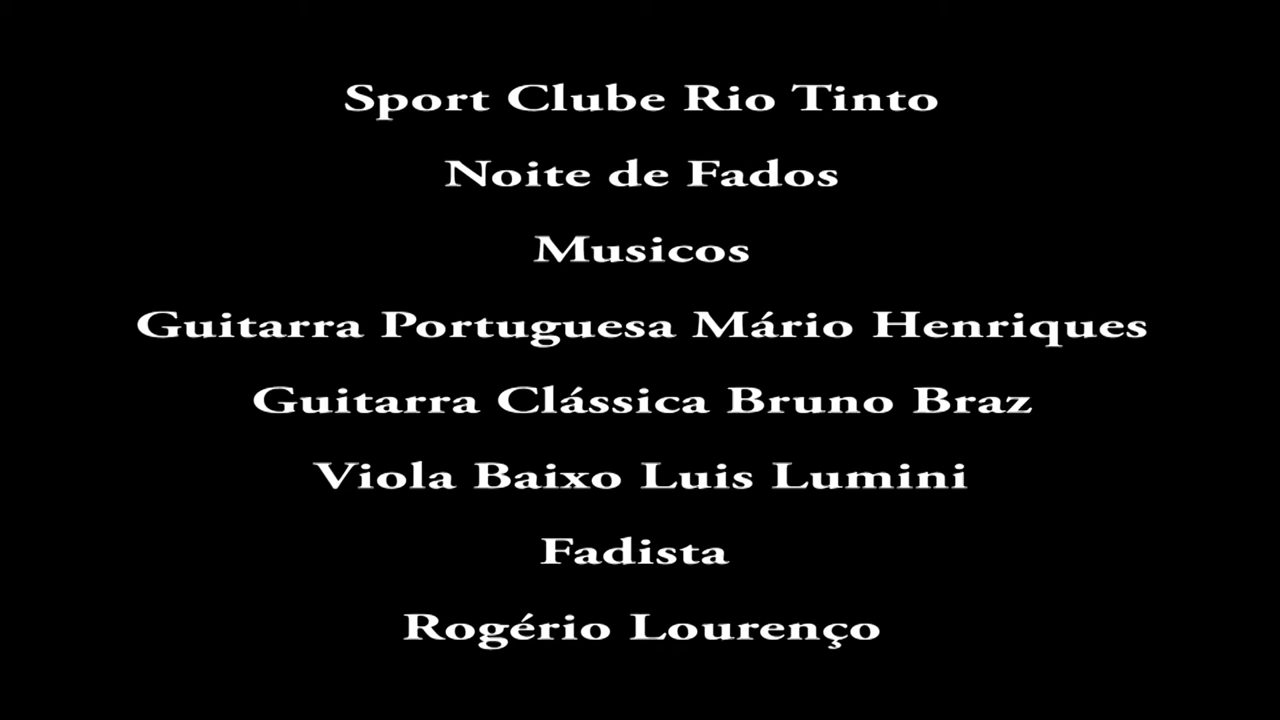 Sport Clube Rio Tinto
Noite de Fados
Musicos
Guitarra Portuguesa Mário Henriques
Guitarra Clássica Bruno Braz
Viola Baixo Luis Lumini
Fadista
Rogério Lourenço